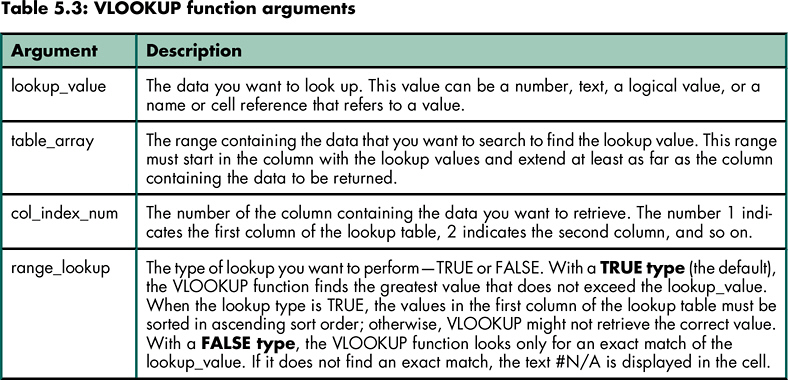 Table 5.3: VLOOKUP function arguments
Argument Description
lookup_value The data you want to look up. This value can be a number, text, a logical value, or a
name or cell reference that refers to a value.
table_array The range containing the data that you want to search to find the lookup value. This range
must start in the column with the lookup values and extend at least as far as the column
containing the data to be returned.
col_index_num The number of the column containing the data you want to retrieve. The number 1 indi-
cates the first column of the lookup table, 2 indicates the second column, and so on.
range_lookup The type of lookup you want to perform—TRUE or FALSE. With a TRUE type (the default),
the VLOOKUP function finds the greatest value that does not exceed the lookup_value.
When the lookup type is TRUE, the values in the first column of the lookup table must be
sorted in ascending sort order; otherwise, VLOOKUP might not retrieve the correct value.
With a FALSE type, the VLOOKUP function looks only for an exact match of the
lookup_value. If it does not find an exact match, the text #N/A is displayed in the cell.